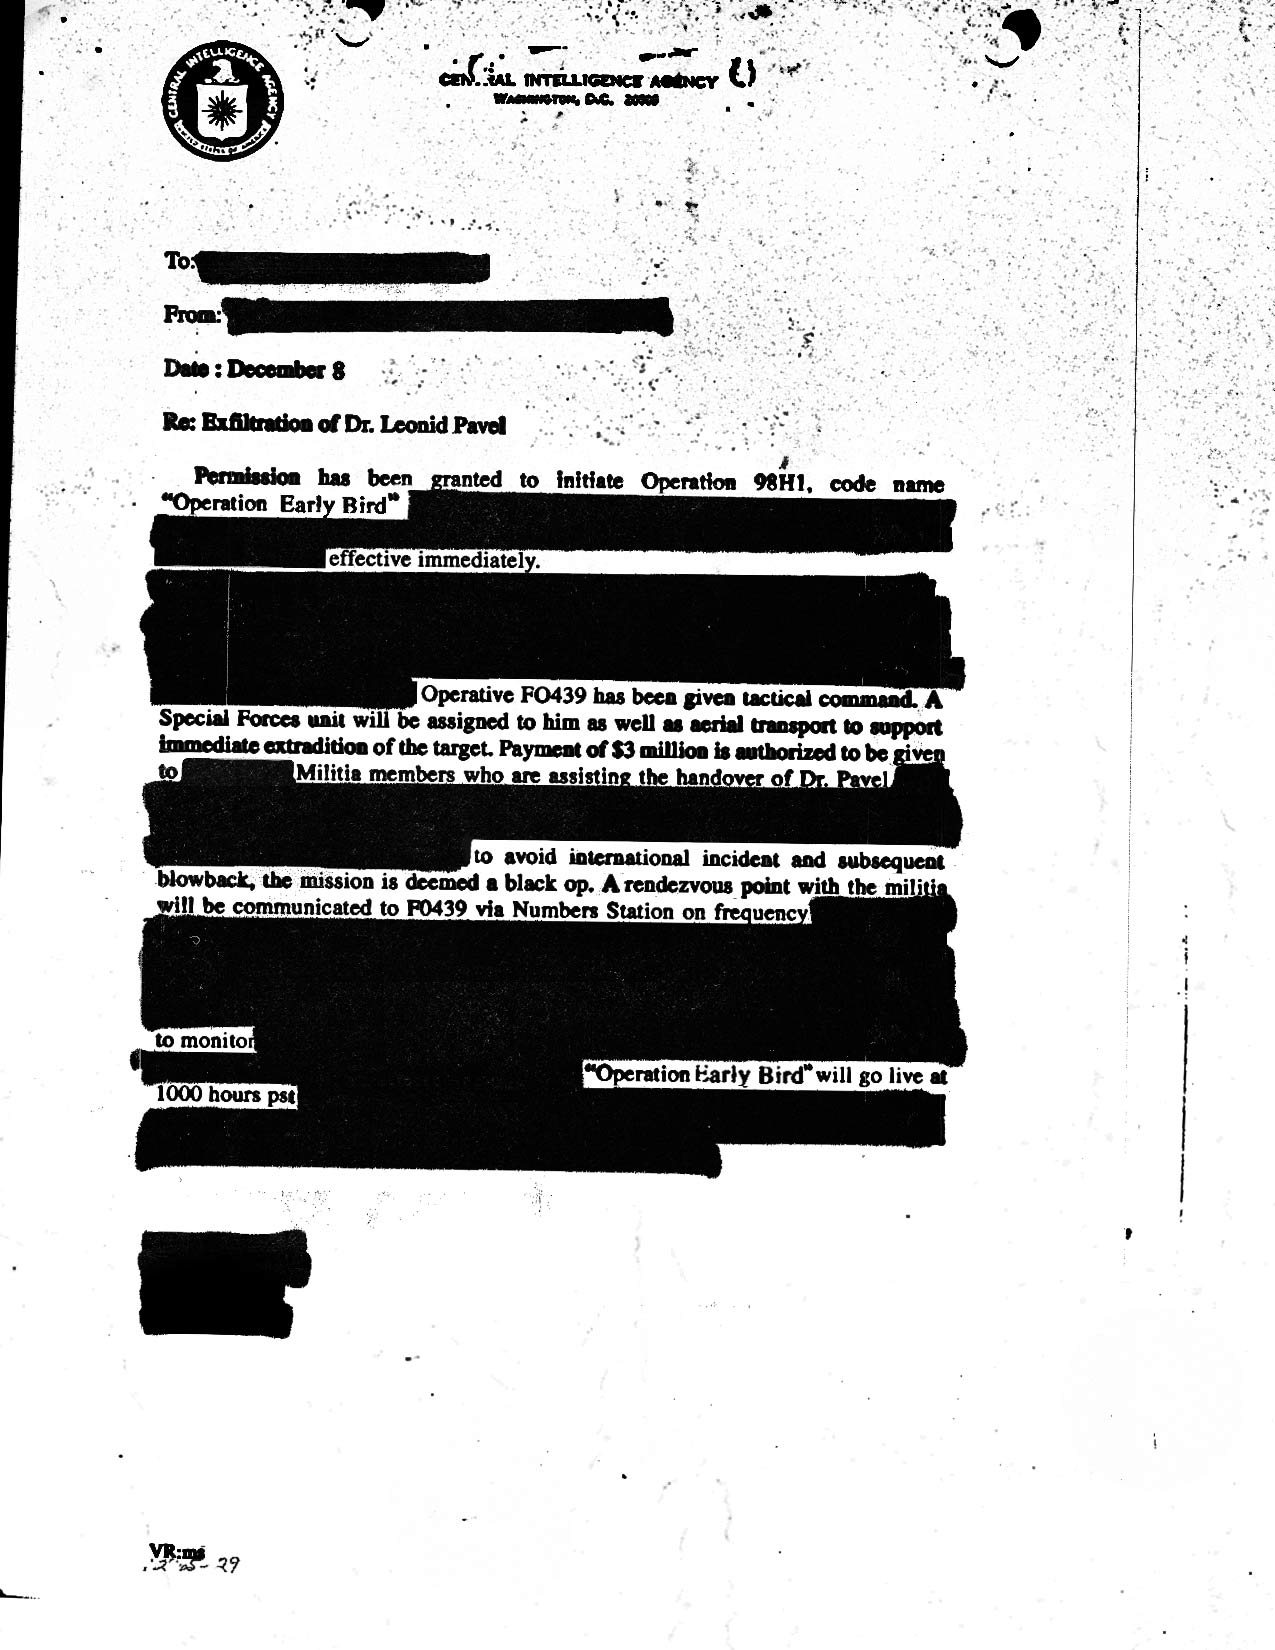 CENTRAL INTELLIGENCE AGENCY
CENTRAL INTELLIGENCE AGENCY
WASHINGTON, D.C. 20505
To:
From:
Date : December 8
Re: Exfiltration of Dr. Leonid Pavel
Permission has been granted to initiate Operation 98H1, code name
"Operation Early Bird"
effective immediately.
Operative FO439 has been given tactical command. A
Special Forces unit will be assigned to him as well as aerial transport to support
immediate extradition of the target. Payment of $3 million is authorized to be given
to Militia members who are assisting the handover of Dr. Pavel
to avoid international incident and subsequent
blowback, the mission is deemed a black op. A rendezvous point with the militia
will be communicated to F0439 via Numbers Station on frequency
to monitor
"Operation Early Bird" will go live at
1000 hours pst
VR:ms